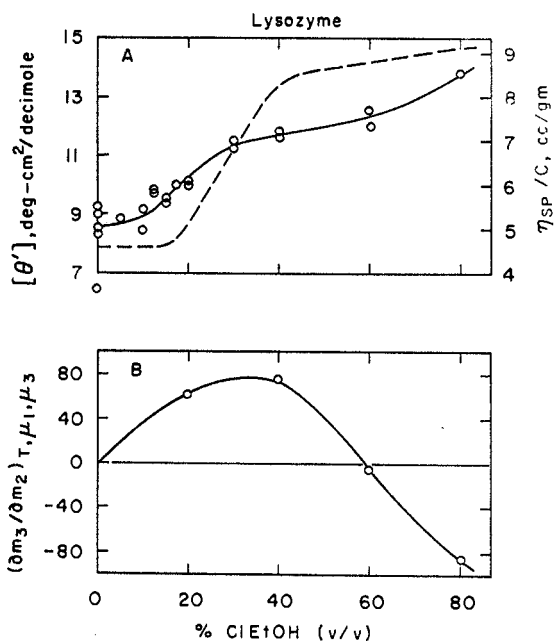 Lysozyme
A
15
13
11
9
7
[θ'], deg-cm²/decimole
9
8
7
6
5
4
ηSP/C, cc/gm
B
80
40
0
-40
-80
(∂m₃/∂m₂)T,μ₁,μ₃
0 20 40 60 80
% ClEtOH (v/v)